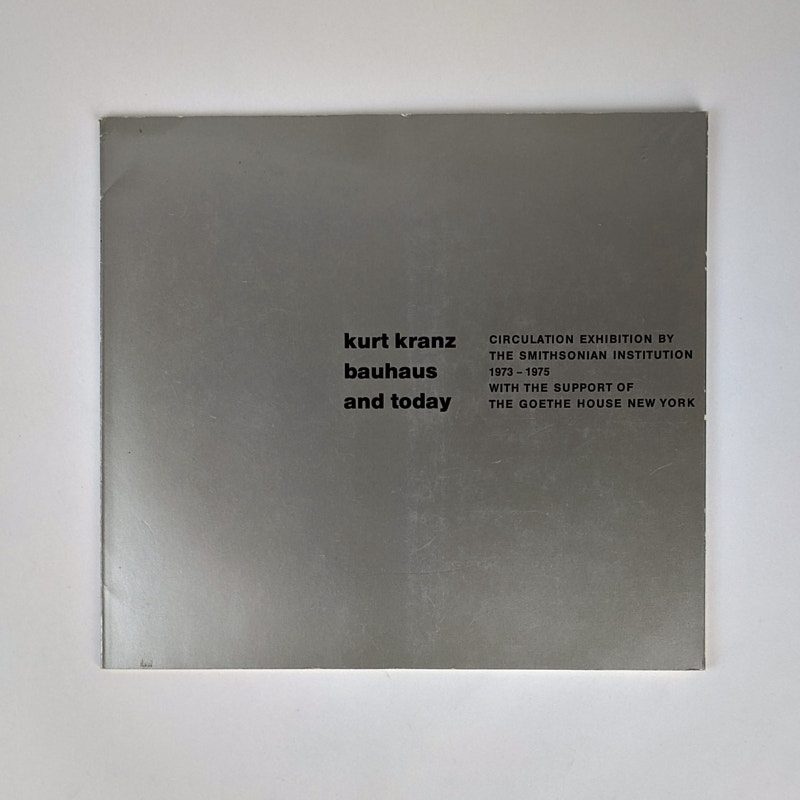 kurt kranz
bauhaus
and today
CIRCULATION EXHIBITION BY
THE SMITHSONIAN INSTITUTION
1973 – 1975
WITH THE SUPPORT OF
THE GOETHE HOUSE NEW YORK